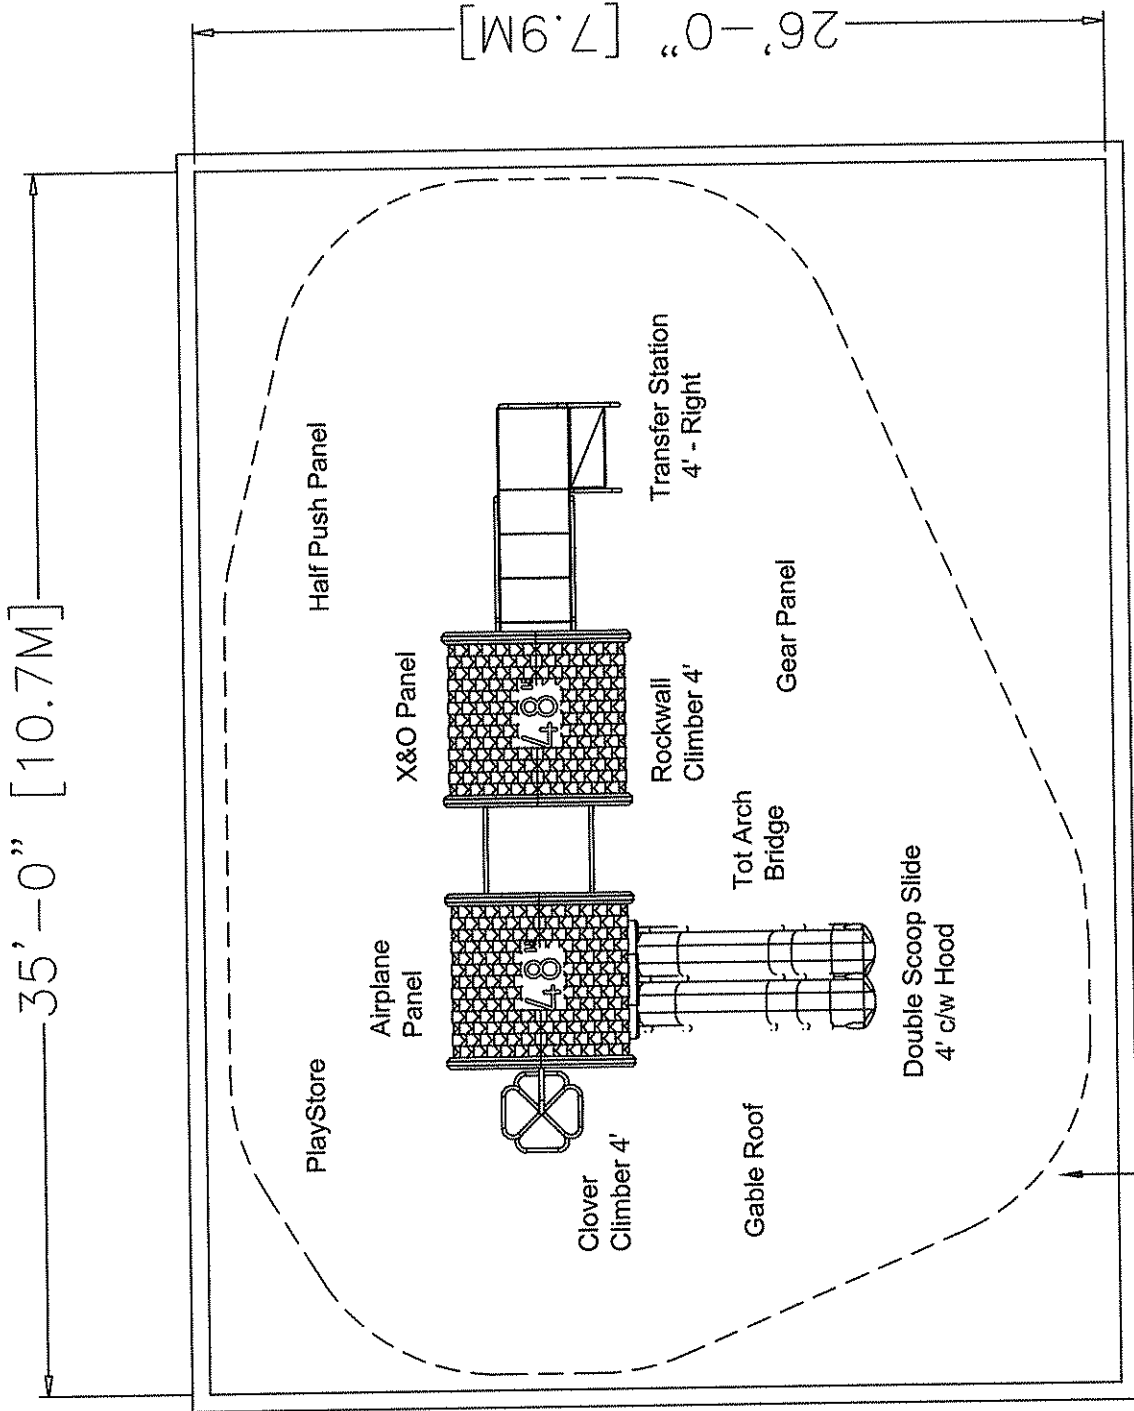 35'-0" [10.7M]
26'-0" [7.9M]
PlayStore
Airplane
Panel
X&O Panel
Half Push Panel
48"
48"
Clover
Climber 4'
Rockwall
Climber 4'
Transfer Station
4' - Right
Gable Roof
Tot Arch
Bridge
Gear Panel
Double Scoop Slide
4' c/w Hood